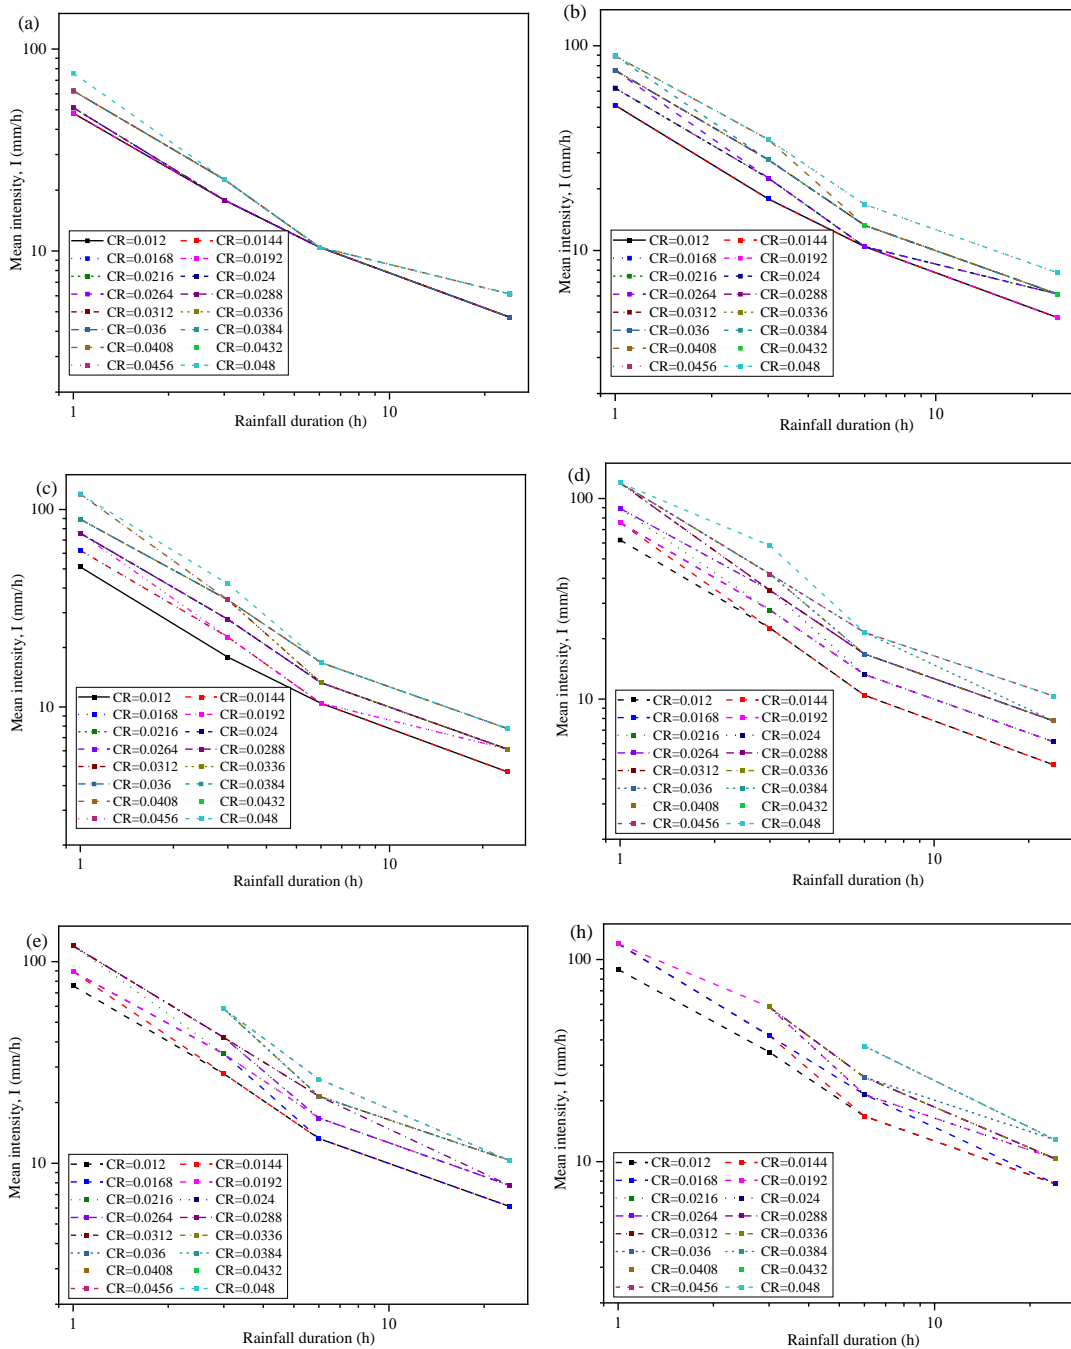 (a)
100
10
Mean intensity, I (mm/h)
CR=0.012 CR=0.0144
CR=0.0168 CR=0.0192
CR=0.0216 CR=0.024
CR=0.0264 CR=0.0288
CR=0.0312 CR=0.0336
CR=0.036 CR=0.0384
CR=0.0408 CR=0.0432
CR=0.0456 CR=0.048
1 10
Rainfall duration (h)
(b)
100
10
Mean intensity, I (mm/h)
CR=0.012 CR=0.0144
CR=0.0168 CR=0.0192
CR=0.0216 CR=0.024
CR=0.0264 CR=0.0288
CR=0.0312 CR=0.0336
CR=0.036 CR=0.0384
CR=0.0408 CR=0.0432
CR=0.0456 CR=0.048
1 10
Rainfall duration (h)
(c)
100
10
Mean intensity, I (mm/h)
CR=0.012 CR=0.0144
CR=0.0168 CR=0.0192
CR=0.0216 CR=0.024
CR=0.0264 CR=0.0288
CR=0.0312 CR=0.0336
CR=0.036 CR=0.0384
CR=0.0408 CR=0.0432
CR=0.0456 CR=0.048
1 10
Rainfall duration (h)
(d)
100
10
Mean intensity, I (mm/h)
CR=0.012 CR=0.0144
CR=0.0168 CR=0.0192
CR=0.0216 CR=0.024
CR=0.0264 CR=0.0288
CR=0.0312 CR=0.0336
CR=0.036 CR=0.0384
CR=0.0408 CR=0.0432
CR=0.0456 CR=0.048
1 10
Rainfall duration (h)
(e)
100
10
Mean intensity, I (mm/h)
CR=0.012 CR=0.0144
CR=0.0168 CR=0.0192
CR=0.0216 CR=0.024
CR=0.0264 CR=0.0288
CR=0.0312 CR=0.0336
CR=0.036 CR=0.0384
CR=0.0408 CR=0.0432
CR=0.0456 CR=0.048
1 10
Rainfall duration (h)
(h)
100
10
Mean intensity, I (mm/h)
CR=0.012 CR=0.0144
CR=0.0168 CR=0.0192
CR=0.0216 CR=0.024
CR=0.0264 CR=0.0288
CR=0.0312 CR=0.0336
CR=0.036 CR=0.0384
CR=0.0408 CR=0.0432
CR=0.0456 CR=0.048
1 10
Rainfall duration (h)